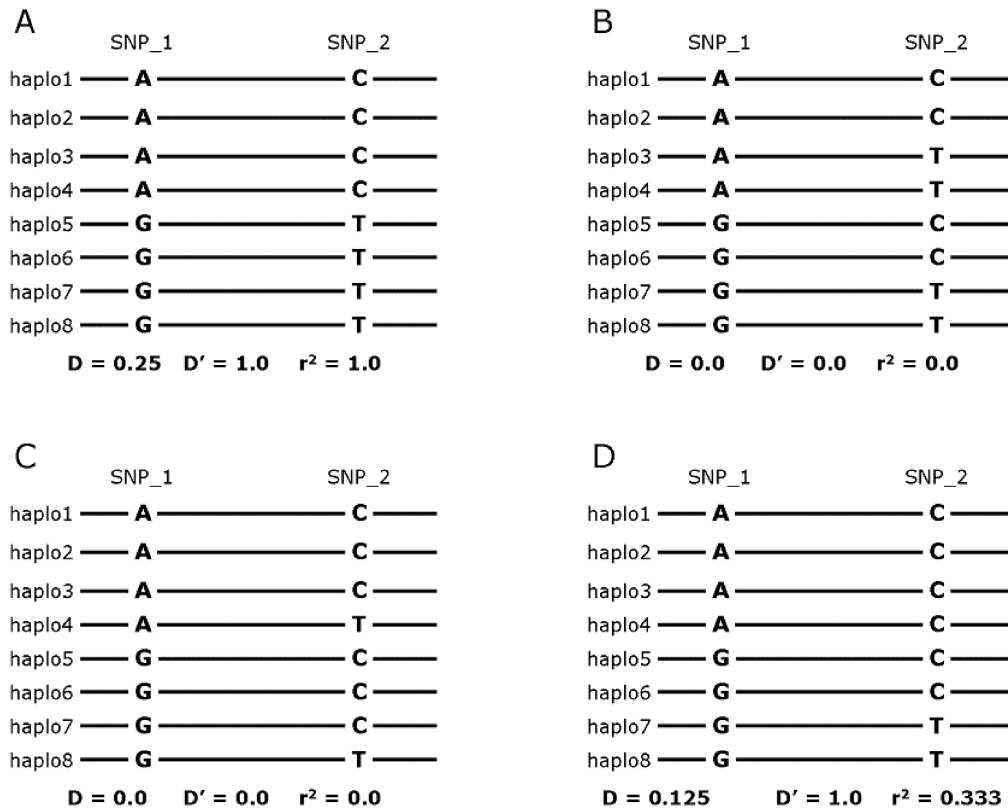 A
SNP_1 SNP_2
haplo1 A C
haplo2 A C
haplo3 A C
haplo4 A C
haplo5 G T
haplo6 G T
haplo7 G T
haplo8 G T
D = 0.25 D′ = 1.0 r² = 1.0
B
SNP_1 SNP_2
haplo1 A C
haplo2 A C
haplo3 A T
haplo4 A T
haplo5 G C
haplo6 G C
haplo7 G T
haplo8 G T
D = 0.0 D′ = 0.0 r² = 0.0
C
SNP_1 SNP_2
haplo1 A C
haplo2 A C
haplo3 A C
haplo4 A T
haplo5 G C
haplo6 G C
haplo7 G C
haplo8 G T
D = 0.0 D′ = 0.0 r² = 0.0
D
SNP_1 SNP_2
haplo1 A C
haplo2 A C
haplo3 A C
haplo4 A C
haplo5 G C
haplo6 G C
haplo7 G T
haplo8 G T
D = 0.125 D′ = 1.0 r² = 0.333